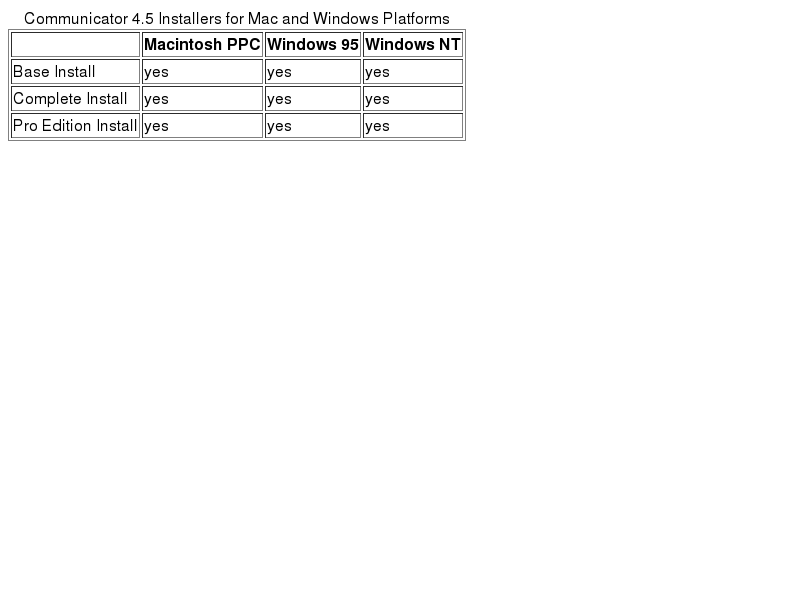 Communicator 4.5 Installers for Mac and Windows Platforms
Macintosh PPC Windows 95 Windows NT
Base Install yes yes yes
Complete Install yes yes yes
Pro Edition Install yes yes yes